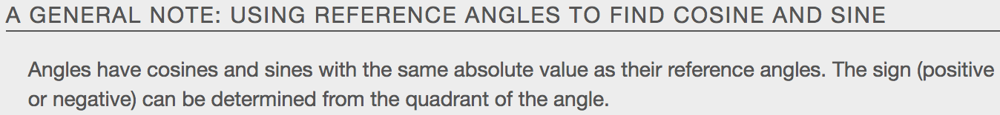 A GENERAL NOTE: USING REFERENCE ANGLES TO FIND COSINE AND SINE
Angles have cosines and sines with the same absolute value as their reference angles. The sign (positive
or negative) can be determined from the quadrant of the angle.